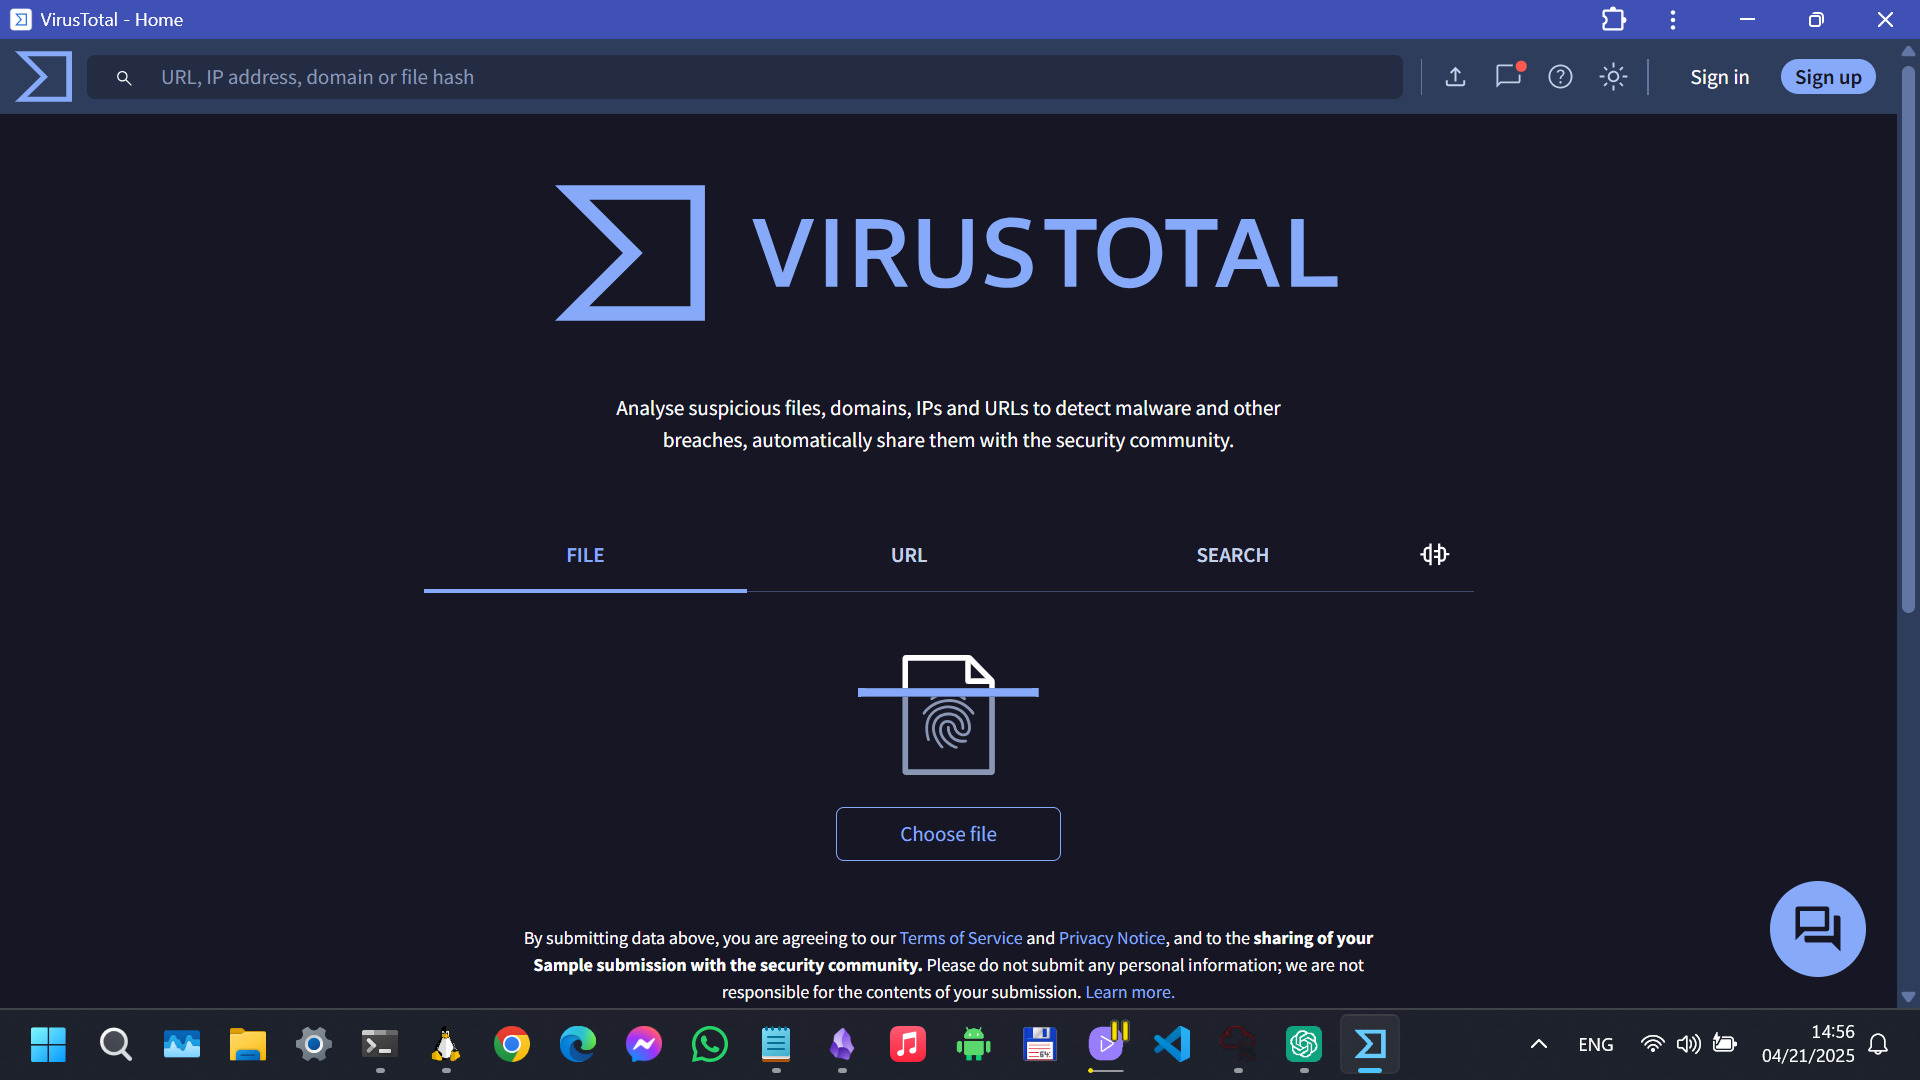 VirusTotal - Home
URL, IP address, domain or file hash
Sign in
Sign up
VIRUSTOTAL
Analyse suspicious files, domains, IPs and URLs to detect malware and other
breaches, automatically share them with the security community.
FILE
URL
SEARCH
Choose file
By submitting data above, you are agreeing to our Terms of Service and Privacy Notice, and to the sharing of your
Sample submission with the security community. Please do not submit any personal information; we are not
responsible for the contents of your submission. Learn more.
64
ENG
14:56
04/21/2025